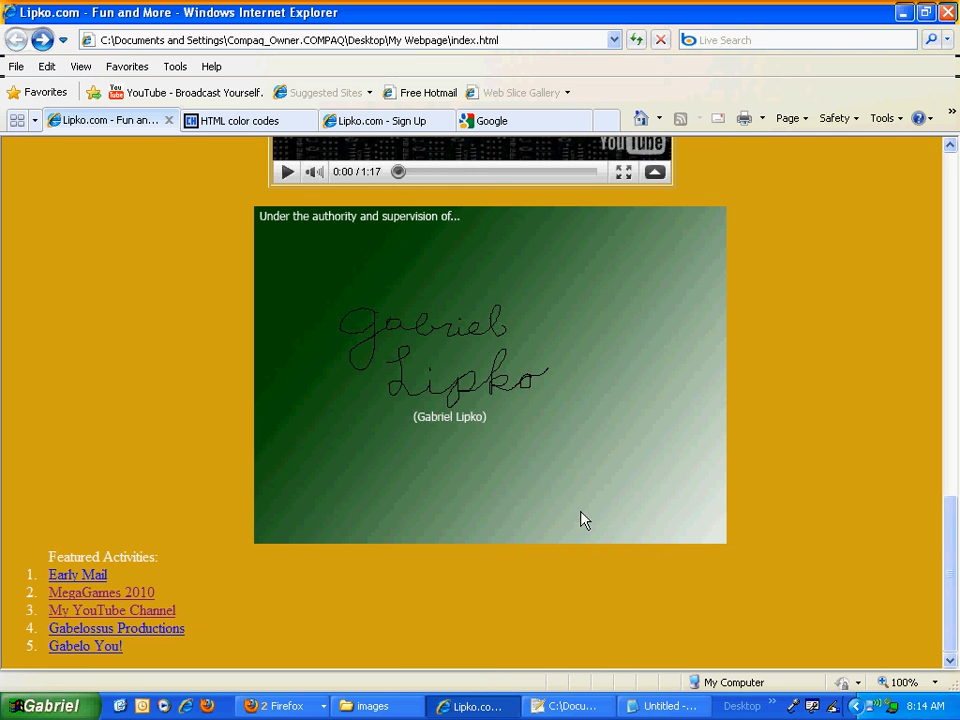 Lipko.com - Fun and More - Windows Internet Explorer
C:\Documents and Settings\Compaq_Owner.COMPAQ\Desktop\My Webpage\index.html
Live Search
File Edit View Favorites Tools Help
Favorites YouTube - Broadcast Yourself. Suggested Sites Free Hotmail Web Slice Gallery
Lipko.com - Fun an... HTML color codes Lipko.com - Sign Up Google Page Safety Tools »
YouTube
0:00 / 1:17
Under the authority and supervision of...
Gabriel
Lipko
(Gabriel Lipko)
Featured Activities:
1. Early Mail
2. MegaGames 2010
3. My YouTube Channel
4. Gabelossus Productions
5. Gabelo You!
My Computer 100%
Gabriel 2 Firefox images Lipko.co... C:\Docu... Untitled -... Desktop » 8:14 AM